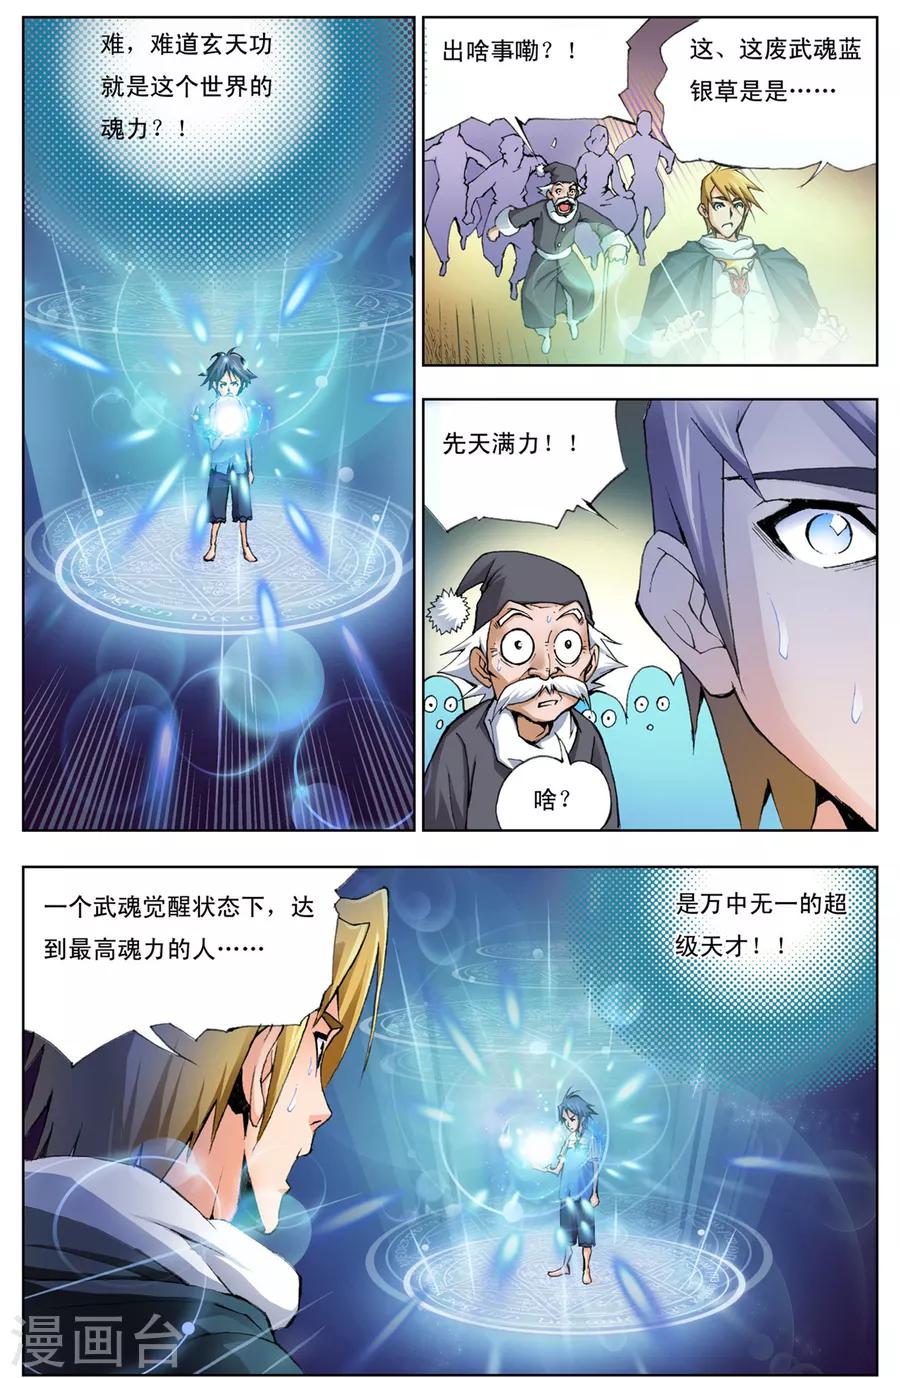 难，难道玄天功
就是这个世界的
魂力？！
出啥事嘞？！
这、这废武魂蓝
银草是是……
先天满力！！
啥？
一个武魂觉醒状态下，达
到最高魂力的人……
是万中无一的超
级天才！！
漫画台